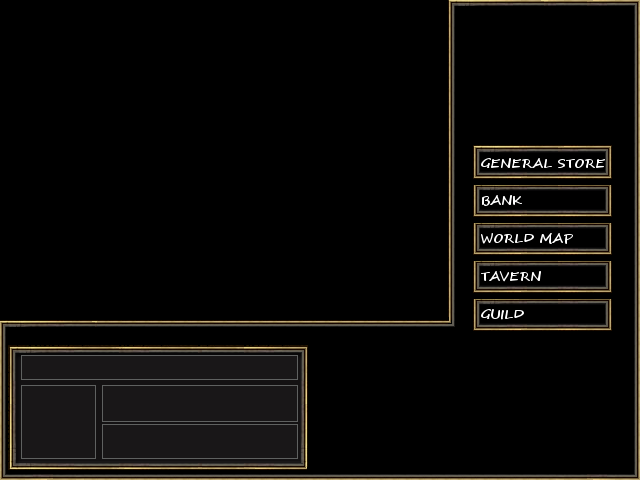 GENERAL STORE
BANK
WORLD MAP
TAVERN
GUILD